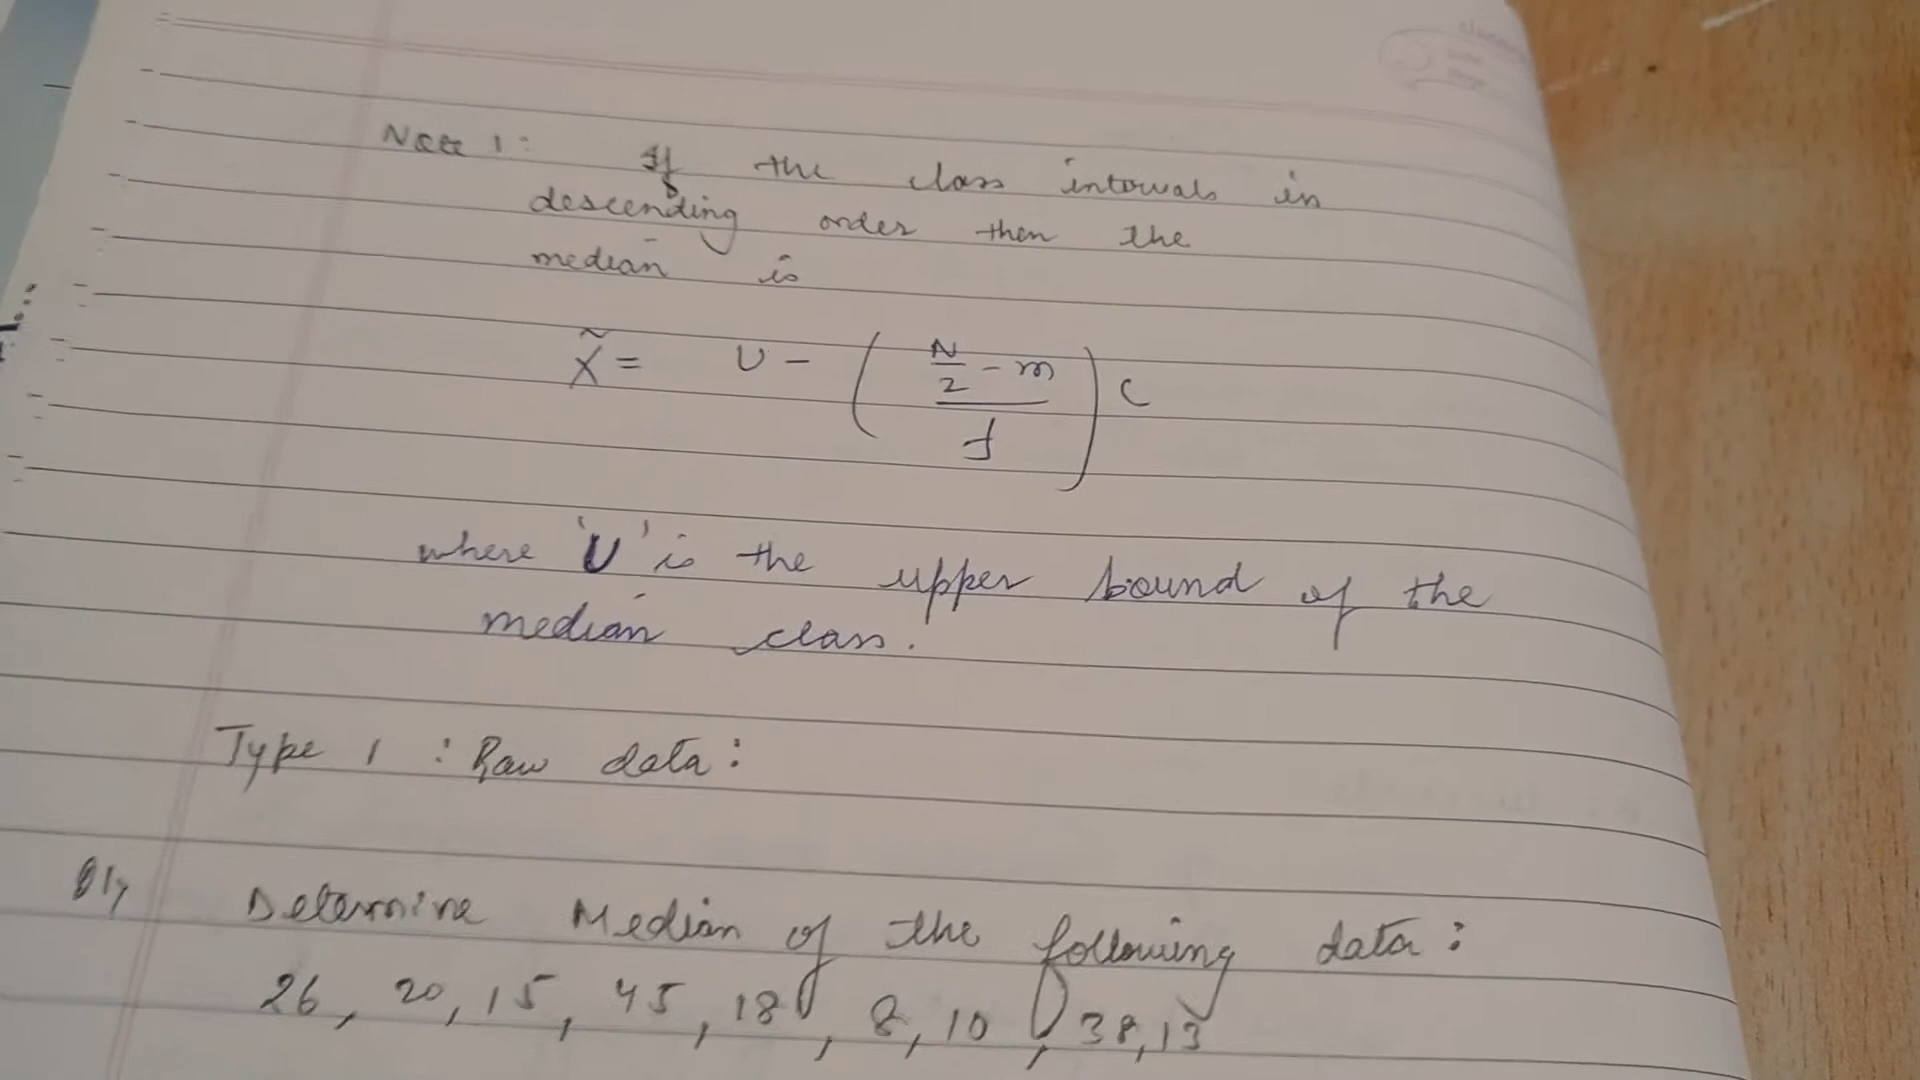 Note 1: If the class intervals in
descending order then the
median is
X̃ = U - ( (N/2 - m) / f ) C
where 'U' is the upper bound of the
median class.
Type 1 : Raw data :
Determine Median of the following data :
26, 20, 15, 45, 18, 8, 10, 38, 13